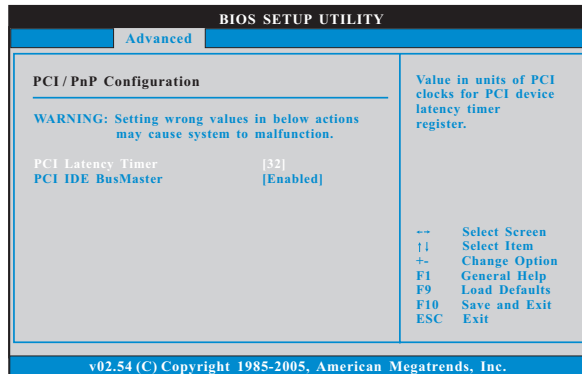 BIOS SETUP UTILITY
Advanced
PCI / PnP Configuration
WARNING: Setting wrong values in below actions
may cause system to malfunction.
PCI Latency Timer [32]
PCI IDE BusMaster [Enabled]
Value in units of PCI
clocks for PCI device
latency timer
register.
←→ Select Screen
↑↓ Select Item
+- Change Option
F1 General Help
F9 Load Defaults
F10 Save and Exit
ESC Exit
v02.54 (C) Copyright 1985-2005, American Megatrends, Inc.